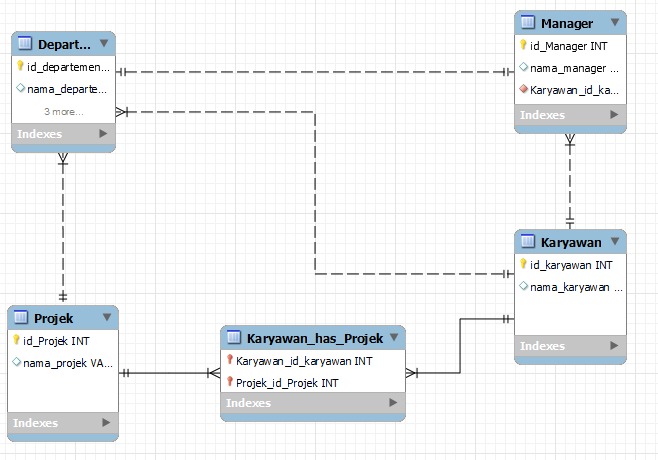 Depart...
id_departemen...
nama_departe...
3 more...
Indexes
Manager
id_Manager INT
nama_manager ...
Karyawan_id_ka...
Indexes
Karyawan
id_karyawan INT
nama_karyawan ...
Indexes
Projek
id_Projek INT
nama_projek VA...
Indexes
Karyawan_has_Projek
Karyawan_id_karyawan INT
Projek_id_Projek INT
Indexes